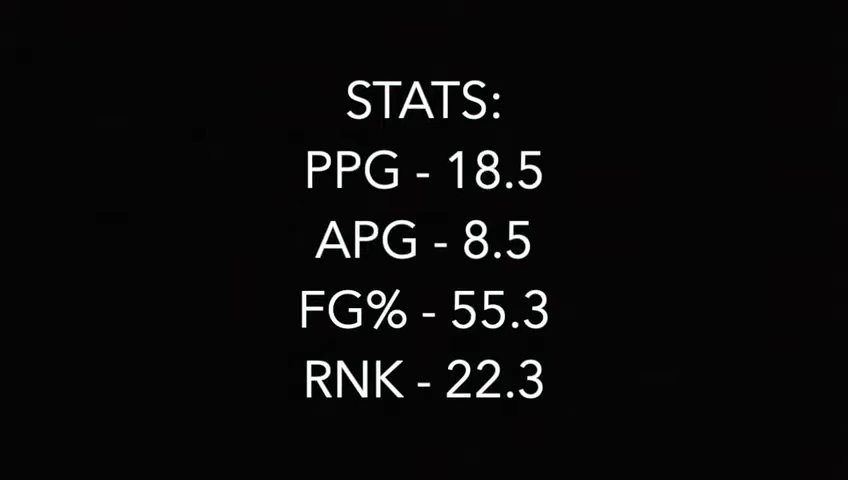 STATS:
PPG - 18.5
APG - 8.5
FG% - 55.3
RNK - 22.3